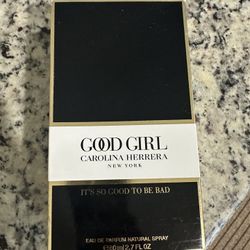 GOOD GIRL
CAROLINA HERRERA
NEW YORK
IT'S SO GOOD TO BE BAD
EAU DE PARFUM NATURAL SPRAY
℮80ml 2.7 FL OZ